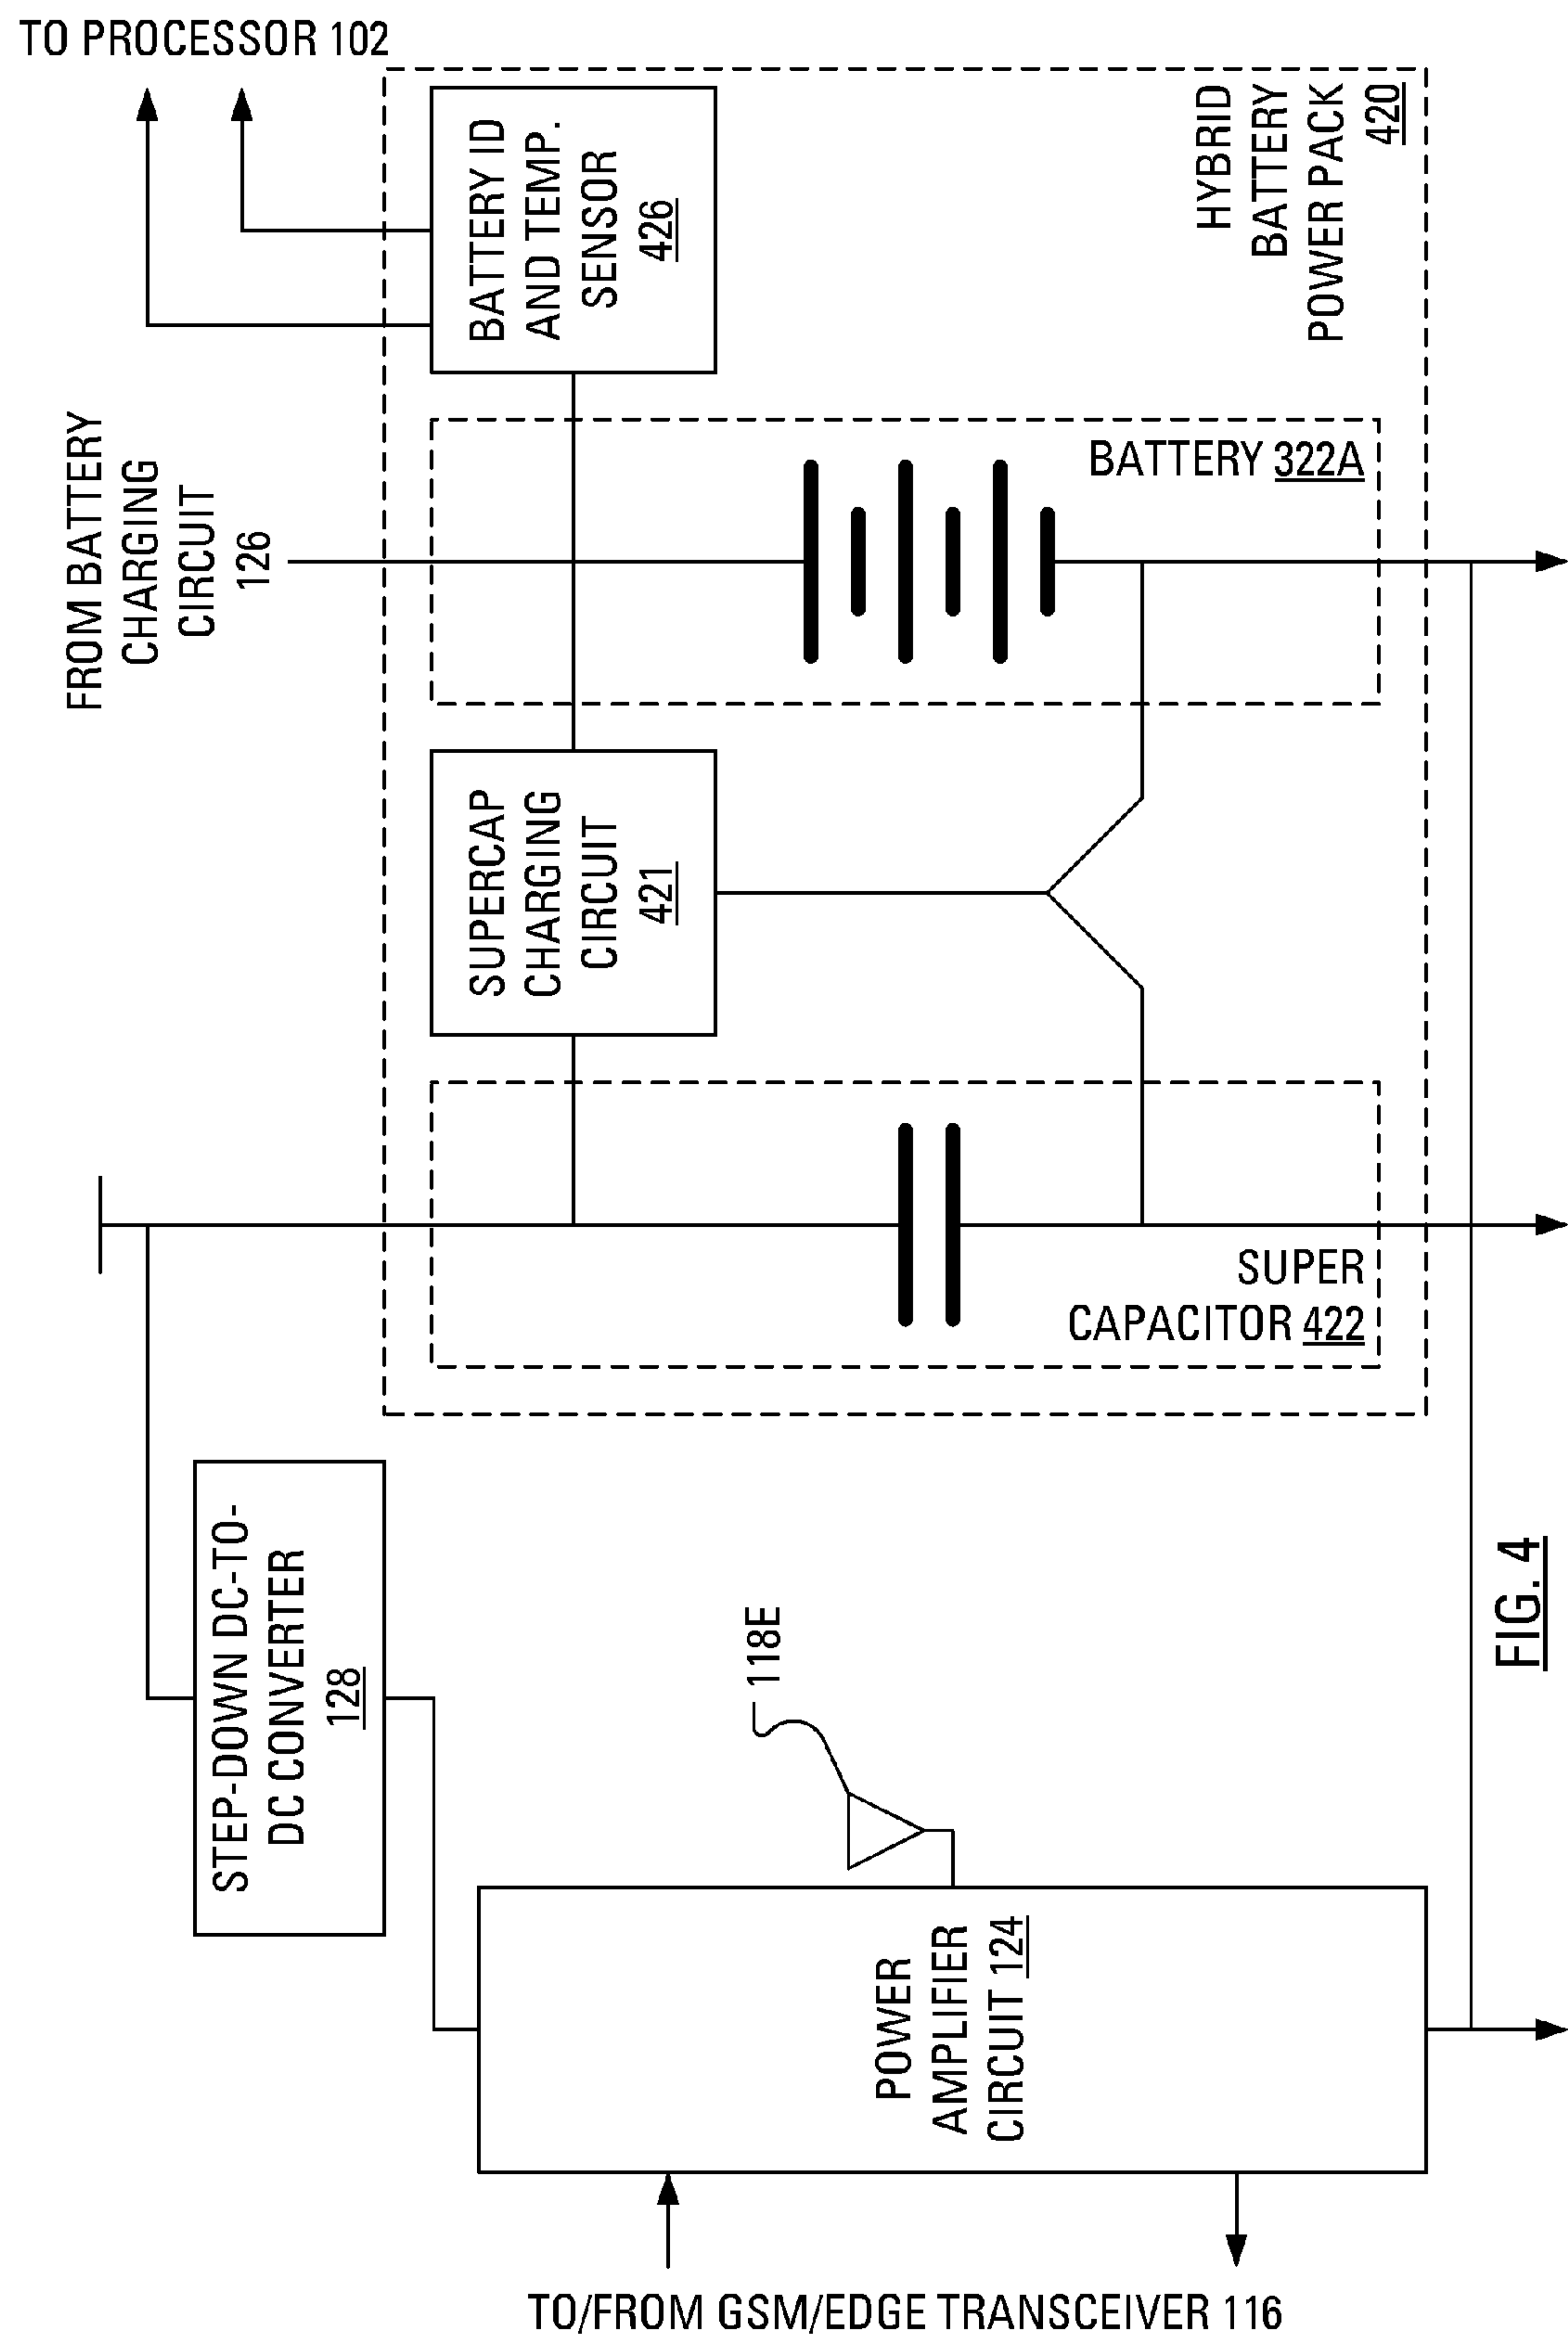 TO PROCESSOR 102
FROM BATTERY
CHARGING
CIRCUIT
126
BATTERY ID
AND TEMP.
SENSOR
426
HYBRID
BATTERY
POWER PACK
420
BATTERY 322A
SUPERCAP
CHARGING
CIRCUIT
421
SUPER
CAPACITOR 422
STEP-DOWN DC-TO-
DC CONVERTER
128
118E
POWER
AMPLIFIER
CIRCUIT 124
TO/FROM GSM/EDGE TRANSCEIVER 116
FIG. 4